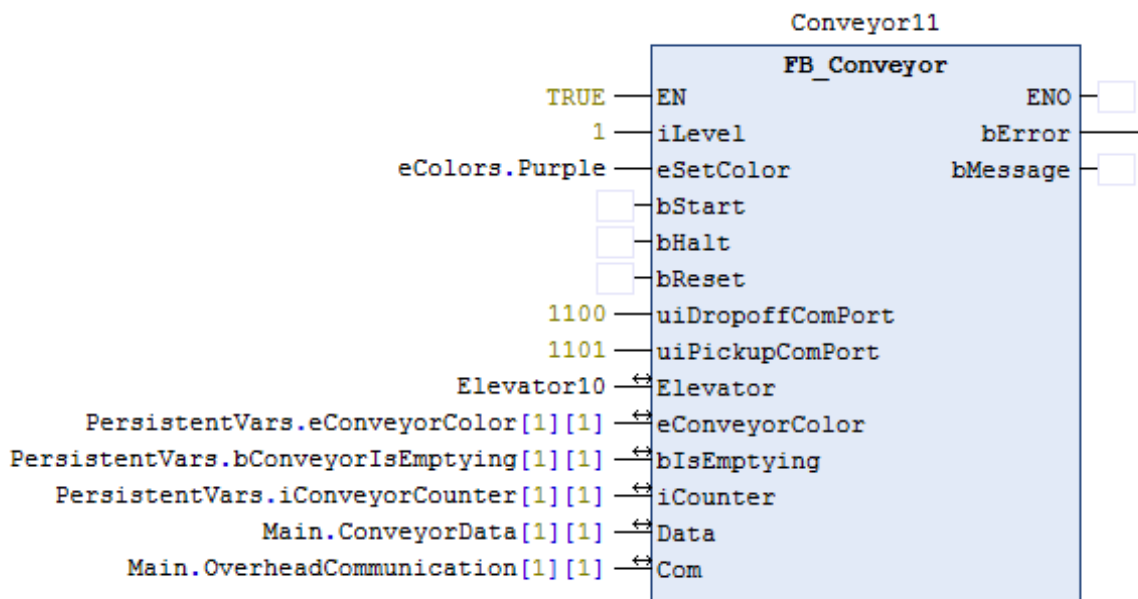 Conveyor11
FB_Conveyor
TRUE EN ENO
1 iLevel bError
eColors.Purple eSetColor bMessage
bStart
bHalt
bReset
1100 uiDropoffComPort
1101 uiPickupComPort
Elevator10 Elevator
PersistentVars.eConveyorColor[1][1] eConveyorColor
PersistentVars.bConveyorIsEmptying[1][1] bIsEmptying
PersistentVars.iConveyorCounter[1][1] iCounter
Main.ConveyorData[1][1] Data
Main.OverheadCommunication[1][1] Com